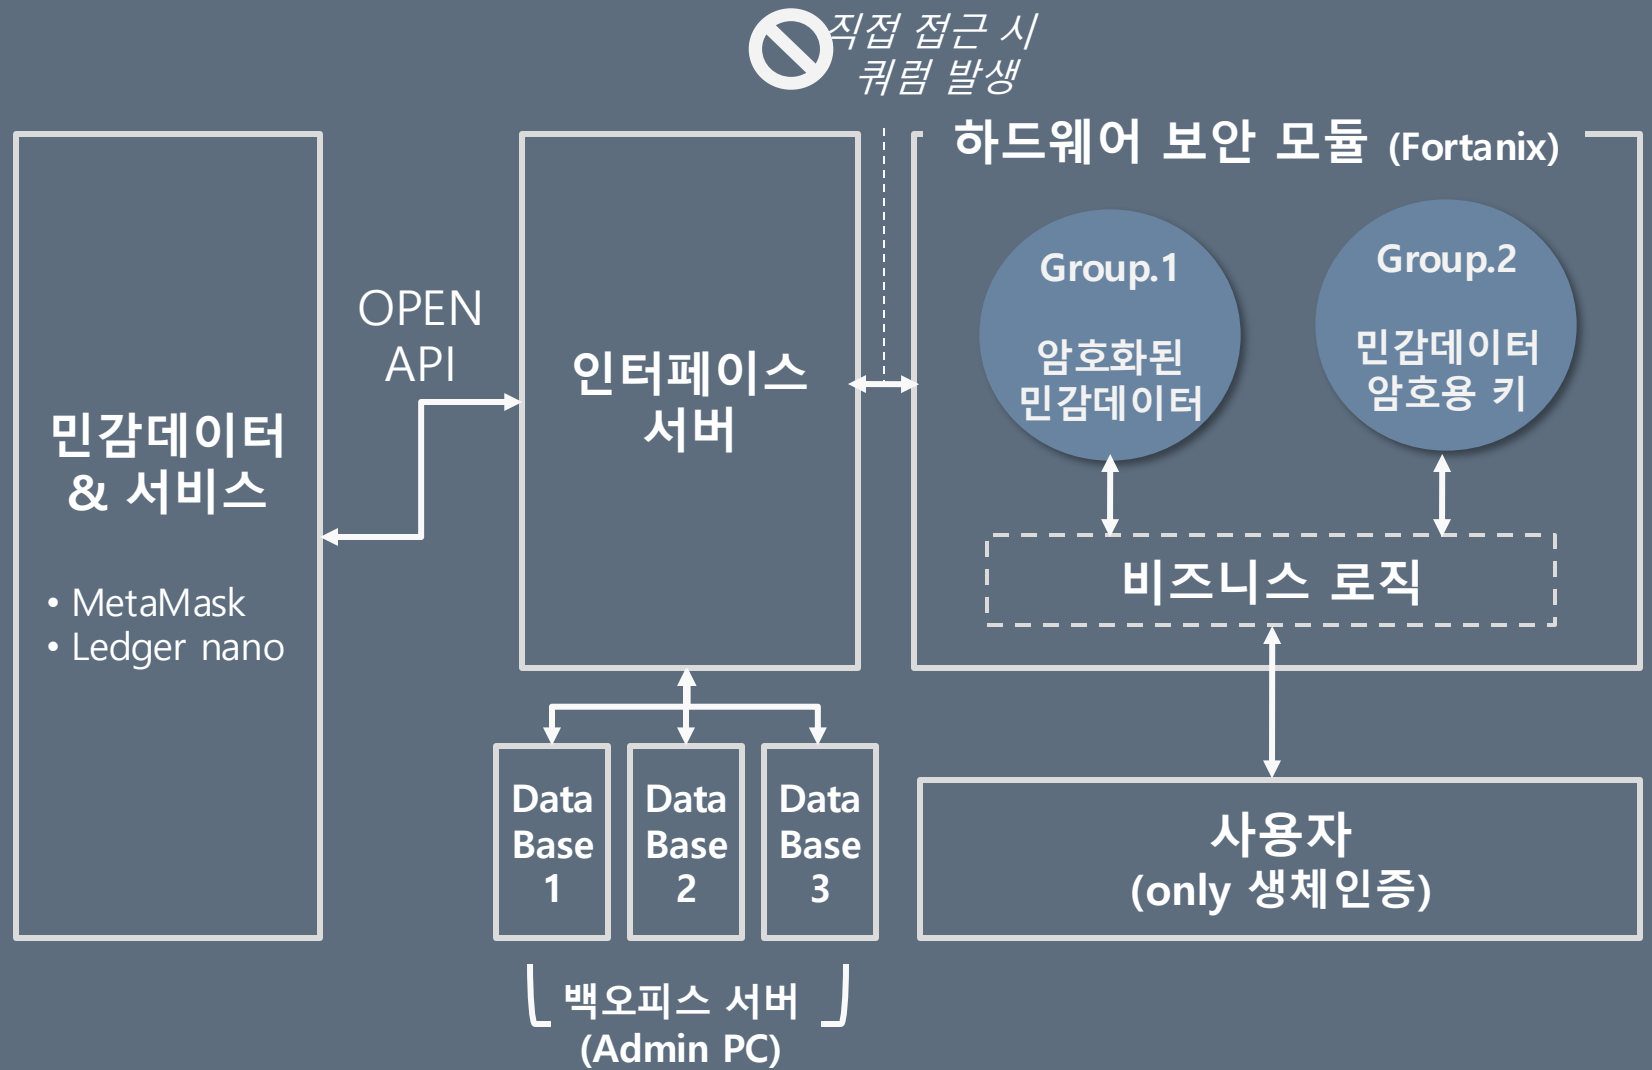 직접 접근 시
쿼럼 발생
하드웨어 보안 모듈 (Fortanix)
민감데이터
& 서비스
• MetaMask
• Ledger nano
OPEN
API
인터페이스
서버
Group.1
암호화된
민감데이터
Group.2
민감데이터
암호용 키
비즈니스 로직
Data
Base
1
Data
Base
2
Data
Base
3
백오피스 서버
(Admin PC)
사용자
(only 생체인증)